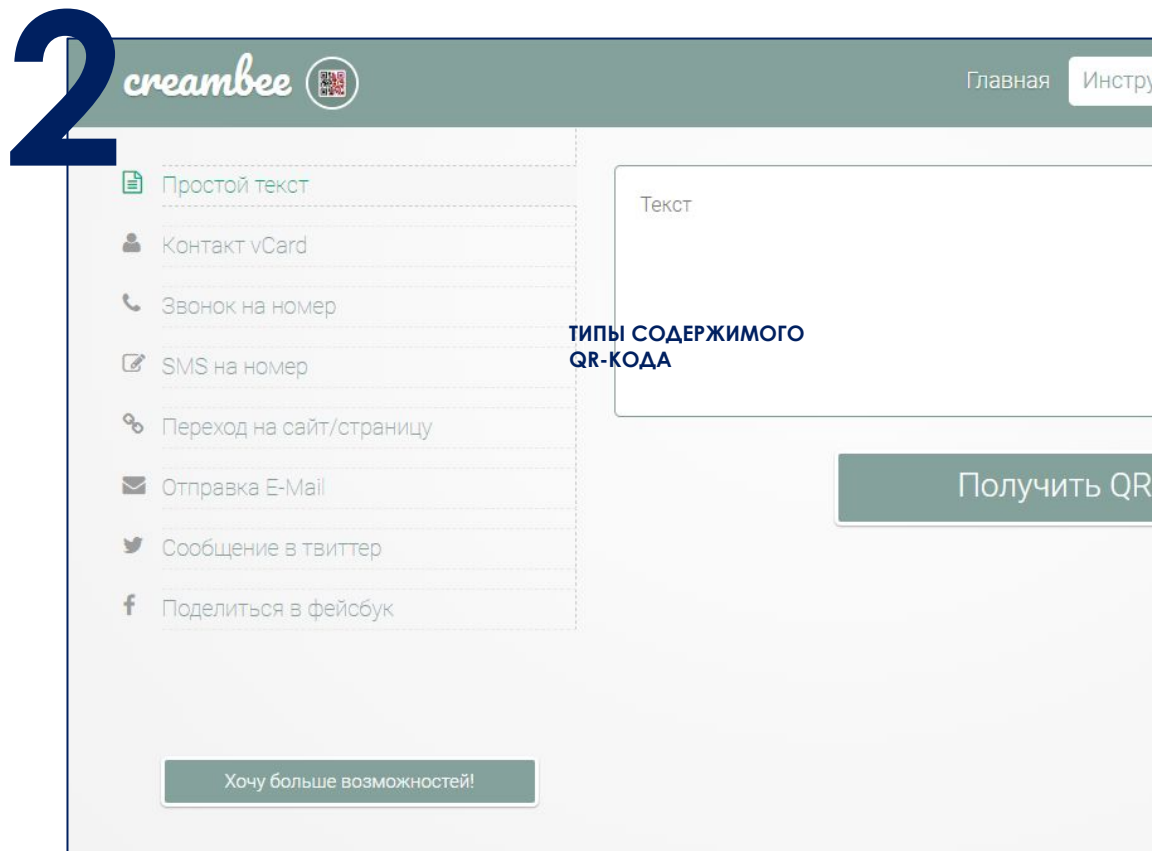 2
creambee
Главная
Инстру
Простой текст
Контакт vCard
Звонок на номер
SMS на номер
Переход на сайт/страницу
Отправка E-Mail
Сообщение в твиттер
Поделиться в фейсбук
Хочу больше возможностей!
Текст
ТИПЫ СОДЕРЖИМОГО
QR-КОДА
Получить QR